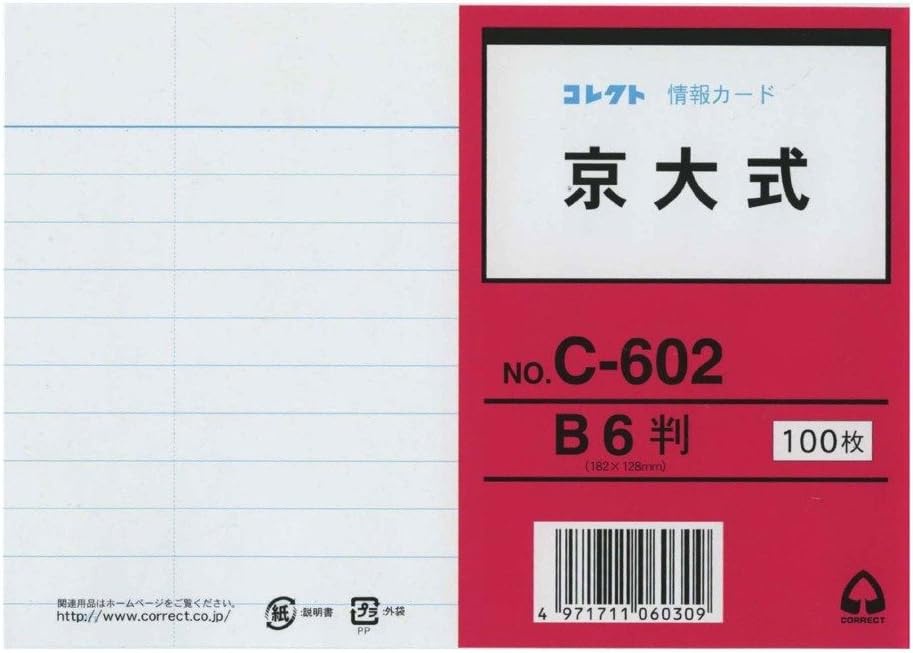 コレクト 情報カード
京大式
NO.C-602
B6判
(182×128mm)
100枚
4 971711 060309
CORRECT
関連用品はホームページをご覧ください。
http://www.correct.co.jp/
紙 :説明書
プラ :外袋
PP